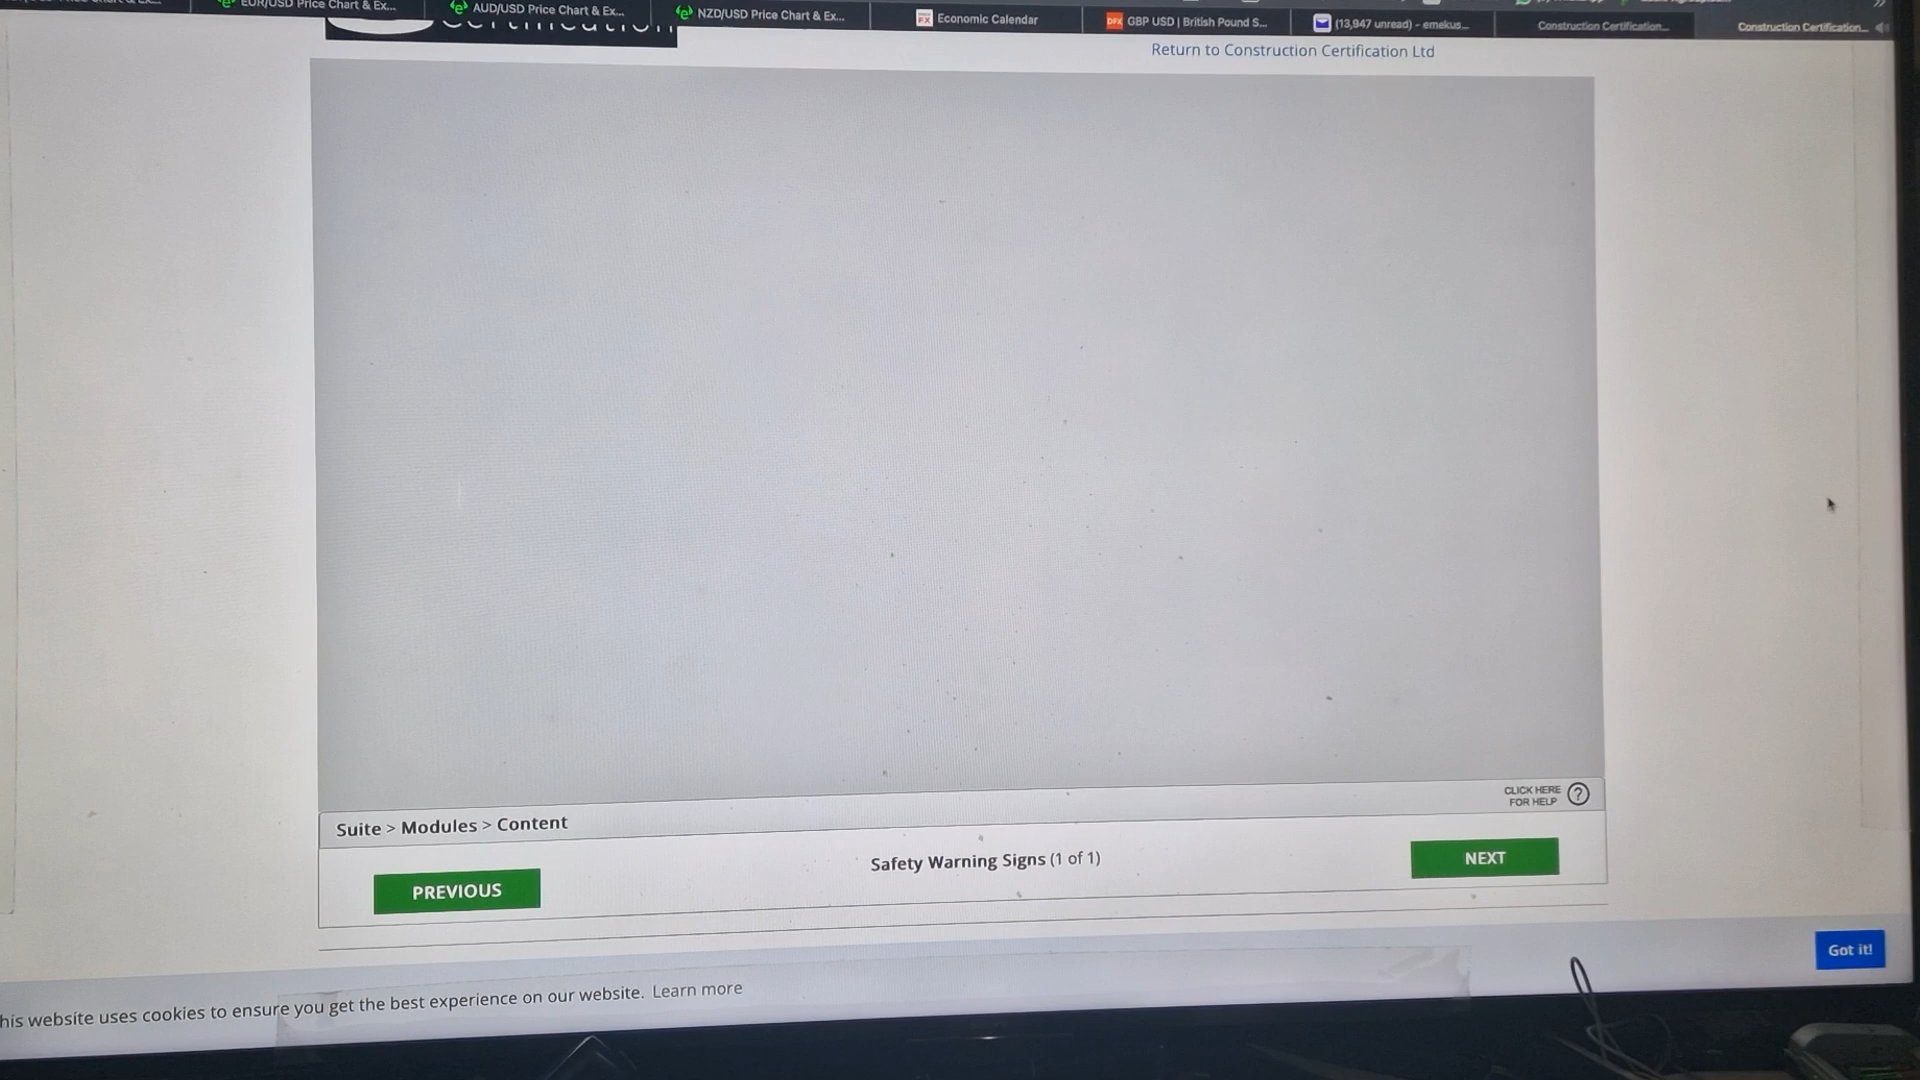 EUR/USD Price Chart & Ex...
AUD/USD Price Chart & Ex...
NZD/USD Price Chart & Ex...
Economic Calendar
GBP USD | British Pound S...
(13,947 unread) - emekus...
Construction Certification...
Construction Certification...
Return to Construction Certification Ltd
CLICK HERE
FOR HELP
?
Suite > Modules > Content
Safety Warning Signs (1 of 1)
NEXT
PREVIOUS
Got it!
his website uses cookies to ensure you get the best experience on our website. Learn more